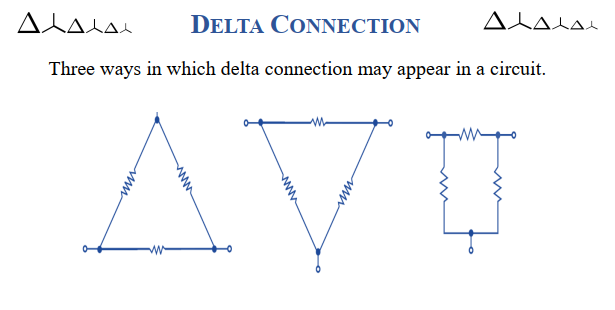 DELTA CONNECTION
Three ways in which delta connection may appear in a circuit.